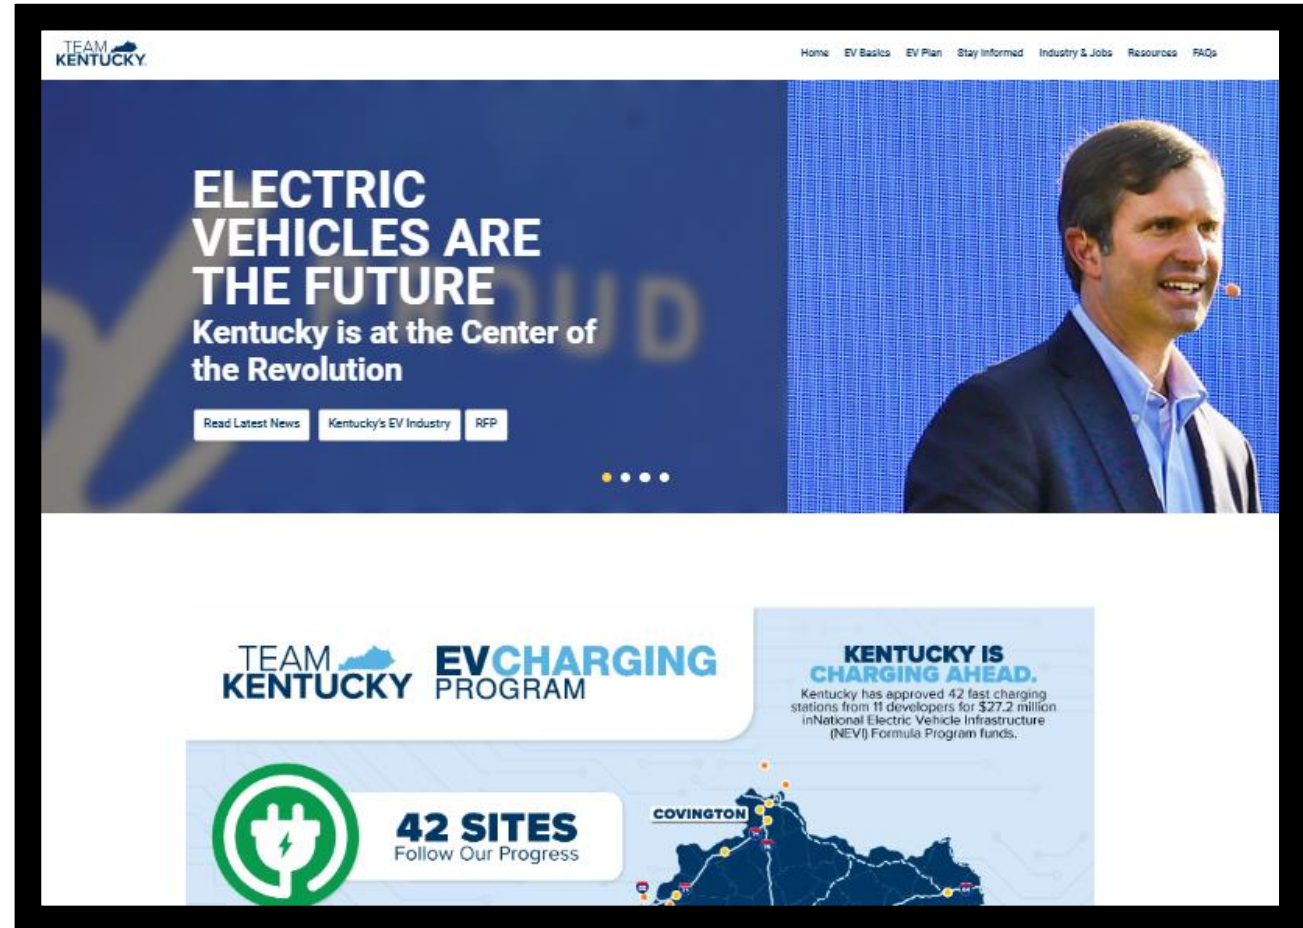 TEAM
KENTUCKY.
Home EV Basics EV Plan Stay Informed Industry & Jobs Resources FAQs
ELECTRIC
VEHICLES ARE
THE FUTURE
Kentucky is at the Center of
the Revolution
OUD
Read Latest News Kentucky's EV Industry RFP
TEAM
KENTUCKY
EVCHARGING
PROGRAM
KENTUCKY IS
CHARGING AHEAD.
Kentucky has approved 42 fast charging
stations from 11 developers for $27.2 million
inNational Electric Vehicle Infrastructure
(NEVI) Formula Program funds.
42 SITES
Follow Our Progress
COVINGTON
71
64